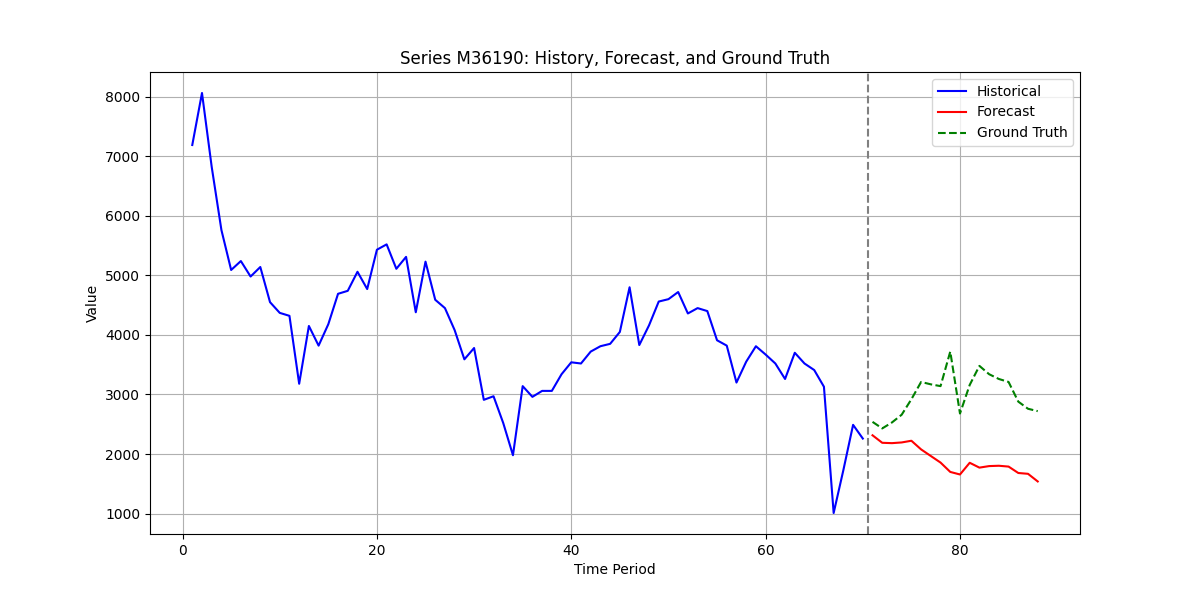 Series M36190: History, Forecast, and Ground Truth
Historical
Forecast
Ground Truth
8000
7000
6000
5000
4000
3000
2000
1000
Value
0 20 40 60 80
Time Period